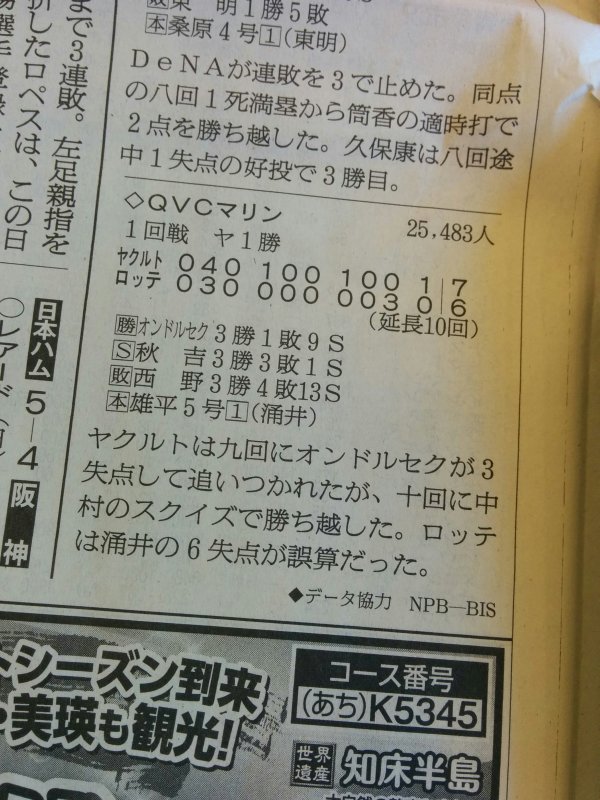 敗東　明1勝5敗
本桑原4号1(東明)
DeNAが連敗を3で止めた。同点
の八回1死満塁から筒香の適時打で
2点を勝ち越した。久保康は八回途
中1失点の好投で3勝目。
◇QVCマリン　25,483人
1回戦　ヤ1勝
ヤクルト 040 100 100 1 | 7
ロッテ 030 000 003 0 | 6
(延長10回)
勝オンドルセク3勝1敗9S
S秋　吉3勝3敗1S
敗西　野3勝4敗13S
本雄平5号1(涌井)
ヤクルトは九回にオンドルセクが3
失点して追いつかれたが、十回に中
村のスクイズで勝ち越した。ロッテ
は涌井の6失点が誤算だった。
◆データ協力　NPB―BIS
まで3連敗。左足親指を
折したロペスは、この日
日本ハム 5―4 阪神
○レアード
トシーズン到来
・美瑛も観光!
コース番号
(あち)K5345
世界遺産 知床半島